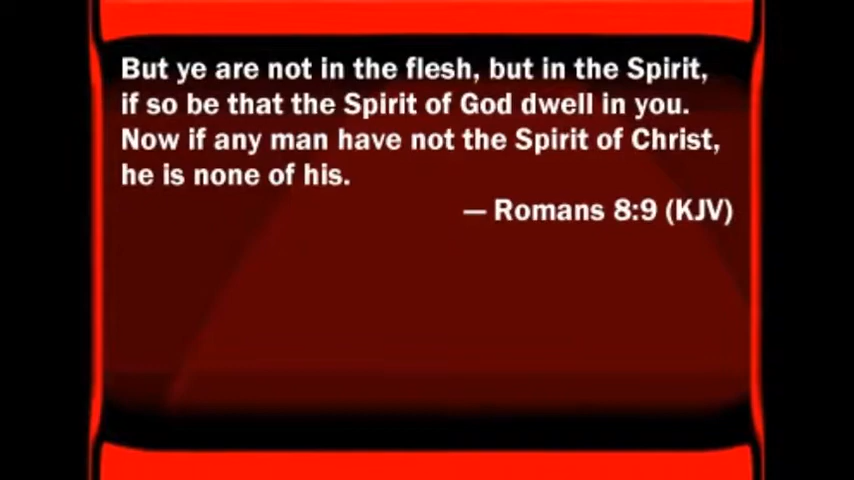 But ye are not in the flesh, but in the Spirit,
if so be that the Spirit of God dwell in you.
Now if any man have not the Spirit of Christ,
he is none of his.
— Romans 8:9 (KJV)